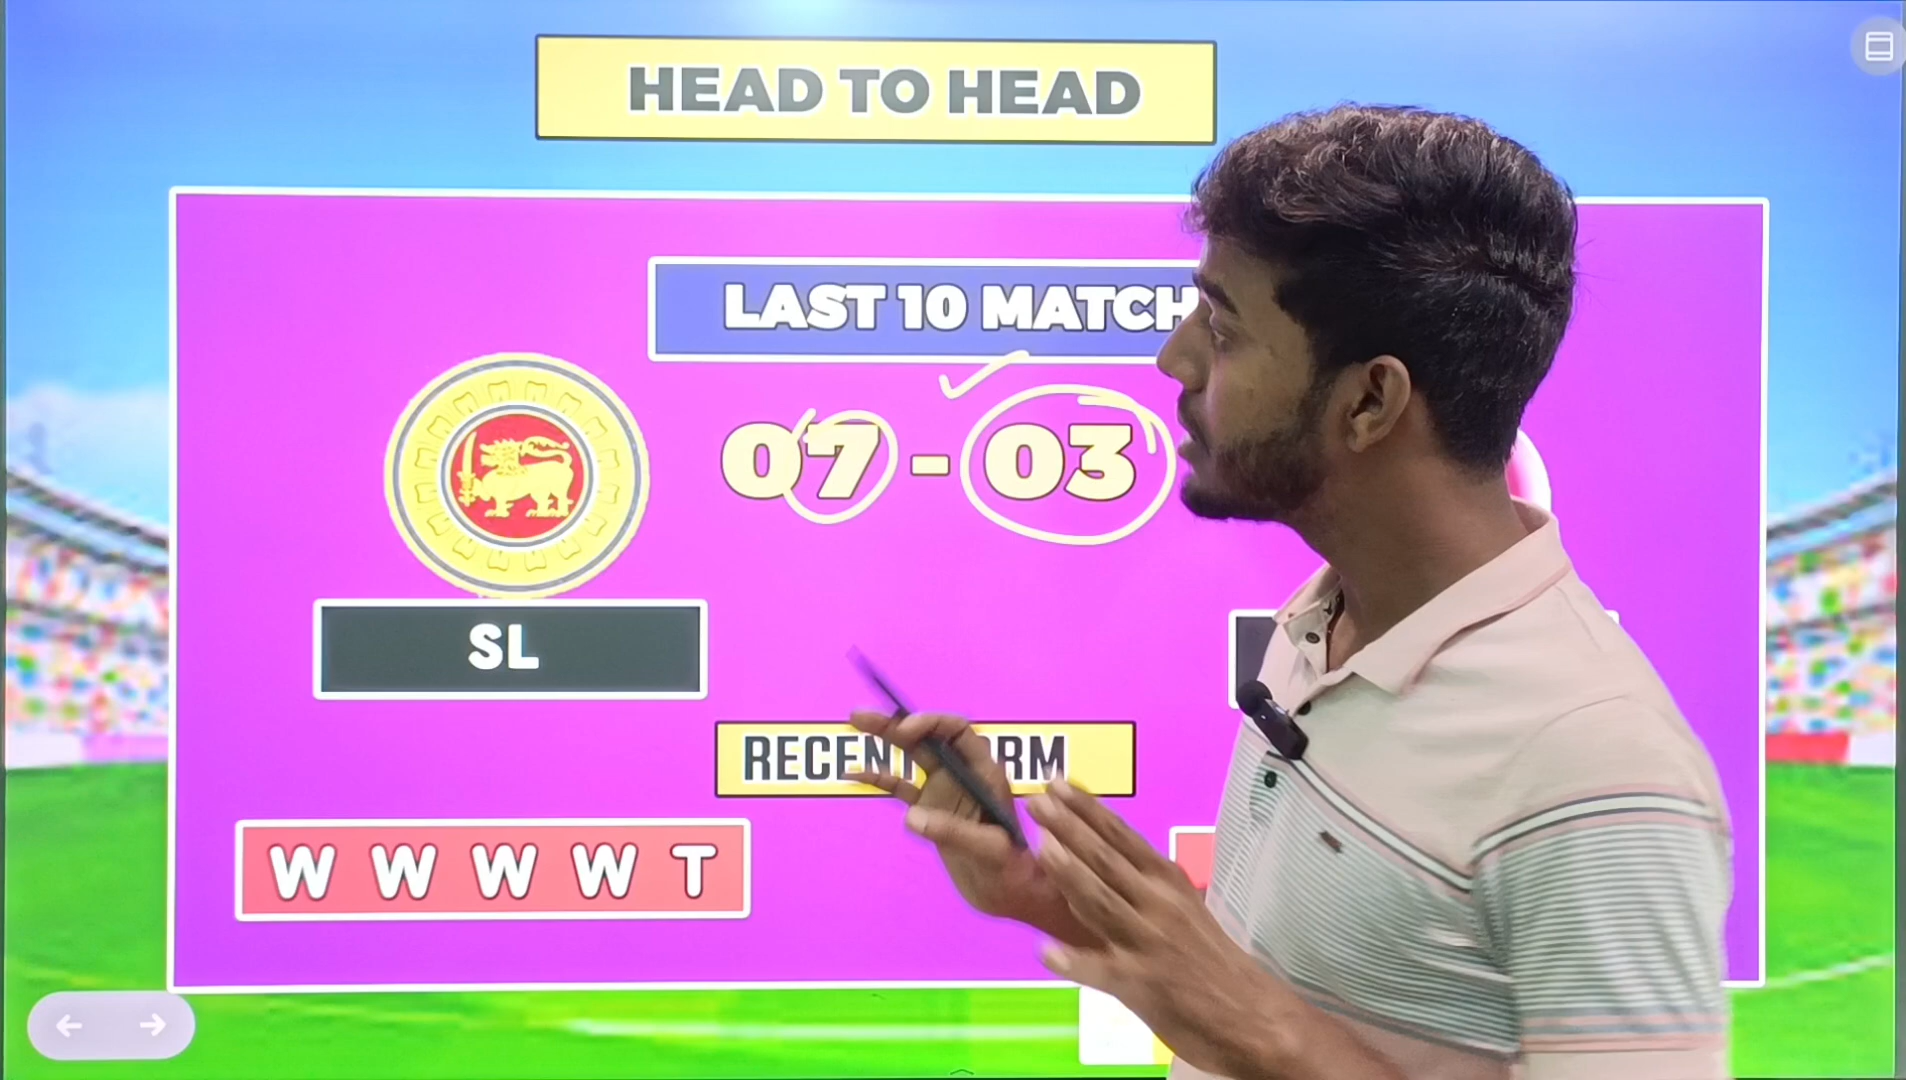 HEAD TO HEAD
LAST 10 MATCH
07 - 03
SL
W W W W T